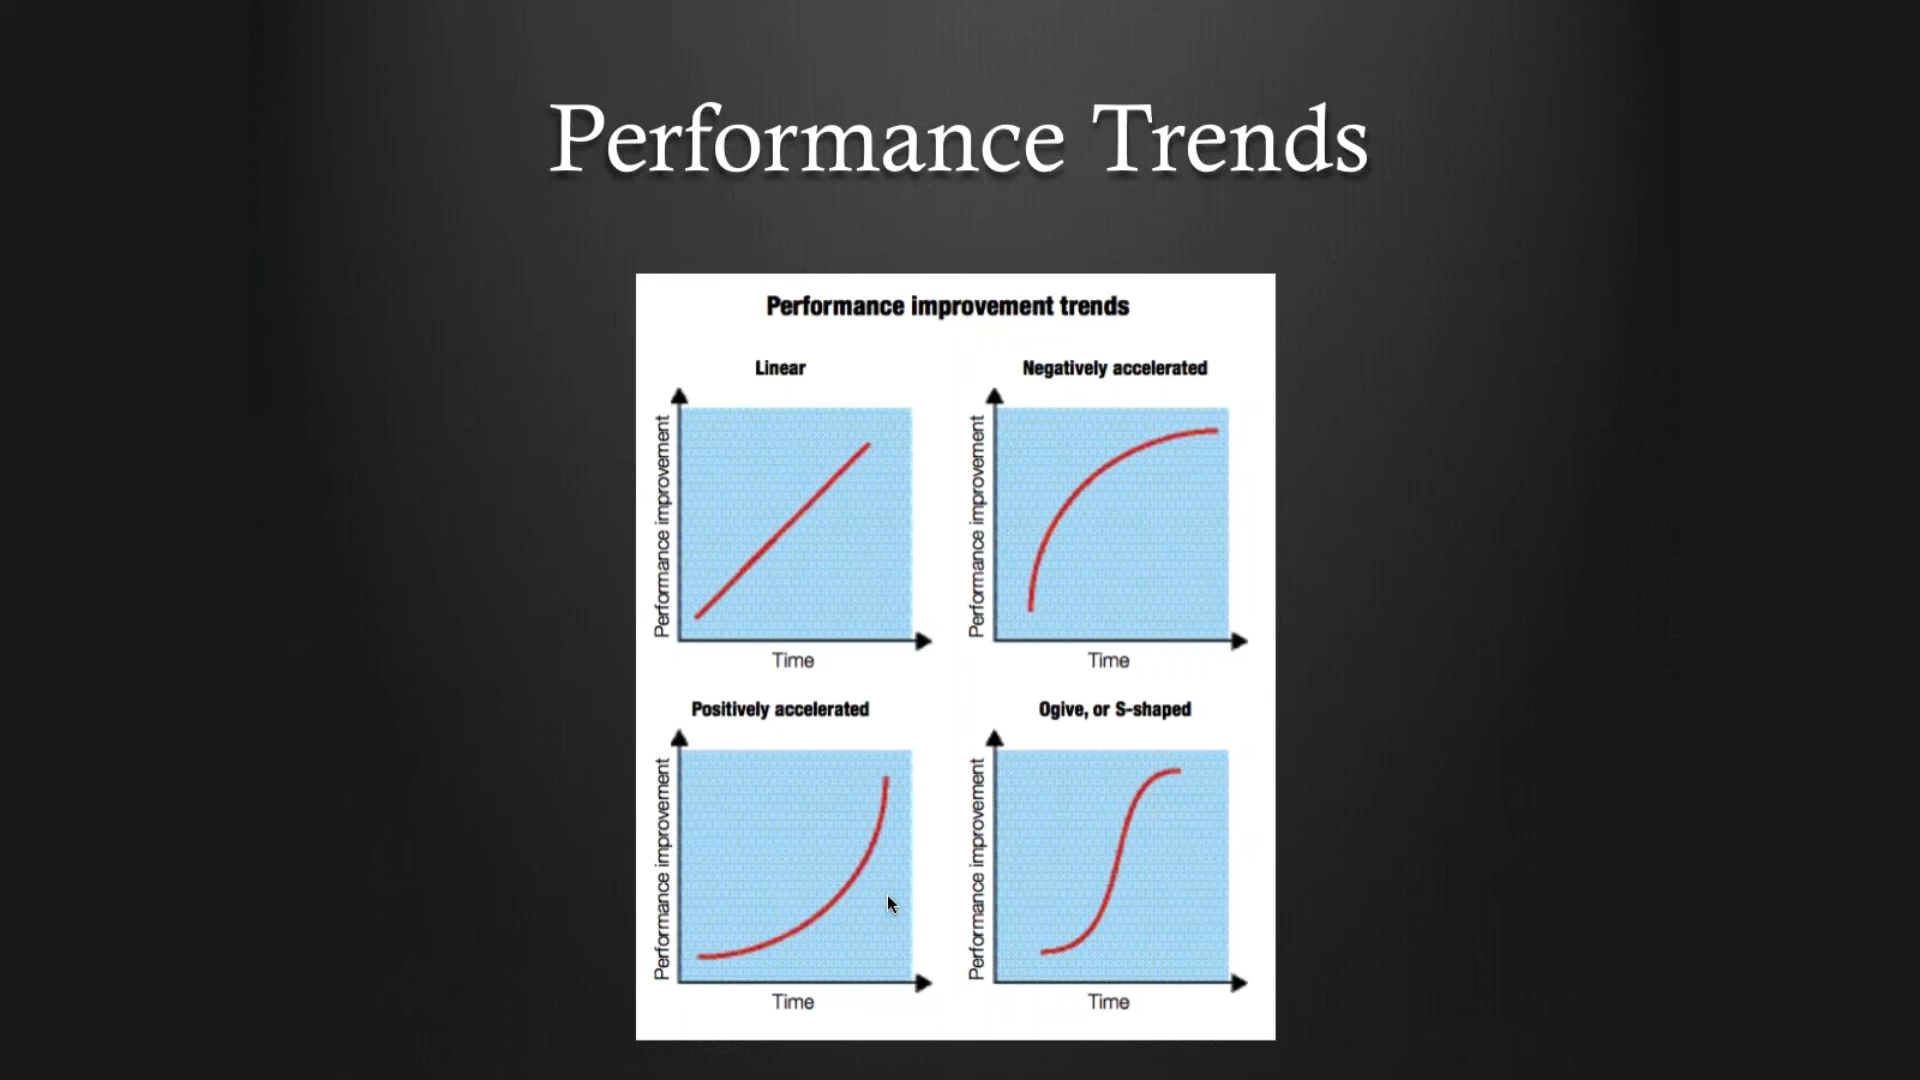 Performance Trends
Performance improvement trends
Linear
Performance improvement
Time
Negatively accelerated
Performance improvement
Time
Positively accelerated
Performance improvement
Time
Ogive, or S-shaped
Performance improvement
Time